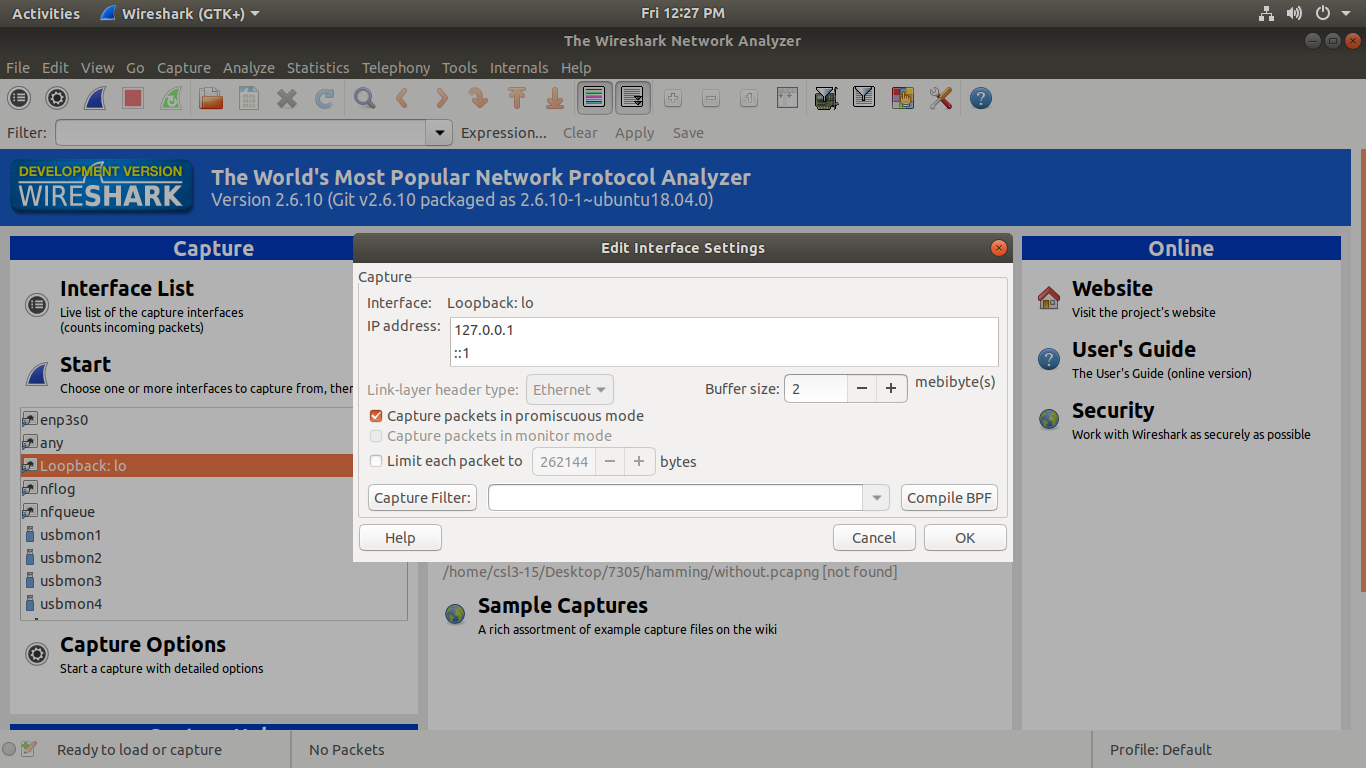 Activities Wireshark (GTK+) Fri 12:27 PM
The Wireshark Network Analyzer
File Edit View Go Capture Analyze Statistics Telephony Tools Internals Help
Filter: Expression... Clear Apply Save
DEVELOPMENT VERSION
WIRESHARK
The World's Most Popular Network Protocol Analyzer
Version 2.6.10 (Git v2.6.10 packaged as 2.6.10-1~ubuntu18.04.0)
Capture
Interface List
Live list of the capture interfaces
(counts incoming packets)
Start
Choose one or more interfaces to capture from, then
enp3s0
any
Loopback: lo
nflog
nfqueue
usbmon1
usbmon2
usbmon3
usbmon4
Capture Options
Start a capture with detailed options
Edit Interface Settings
Capture
Interface: Loopback: lo
IP address: 127.0.0.1
::1
Link-layer header type: Ethernet Buffer size: 2 mebibyte(s)
Capture packets in promiscuous mode
Capture packets in monitor mode
Limit each packet to 262144 bytes
Capture Filter: Compile BPF
Help Cancel OK
/home/csl3-15/Desktop/7305/hamming/without.pcapng [not found]
Sample Captures
A rich assortment of example capture files on the wiki
Online
Website
Visit the project's website
User's Guide
The User's Guide (online version)
Security
Work with Wireshark as securely as possible
Ready to load or capture No Packets Profile: Default